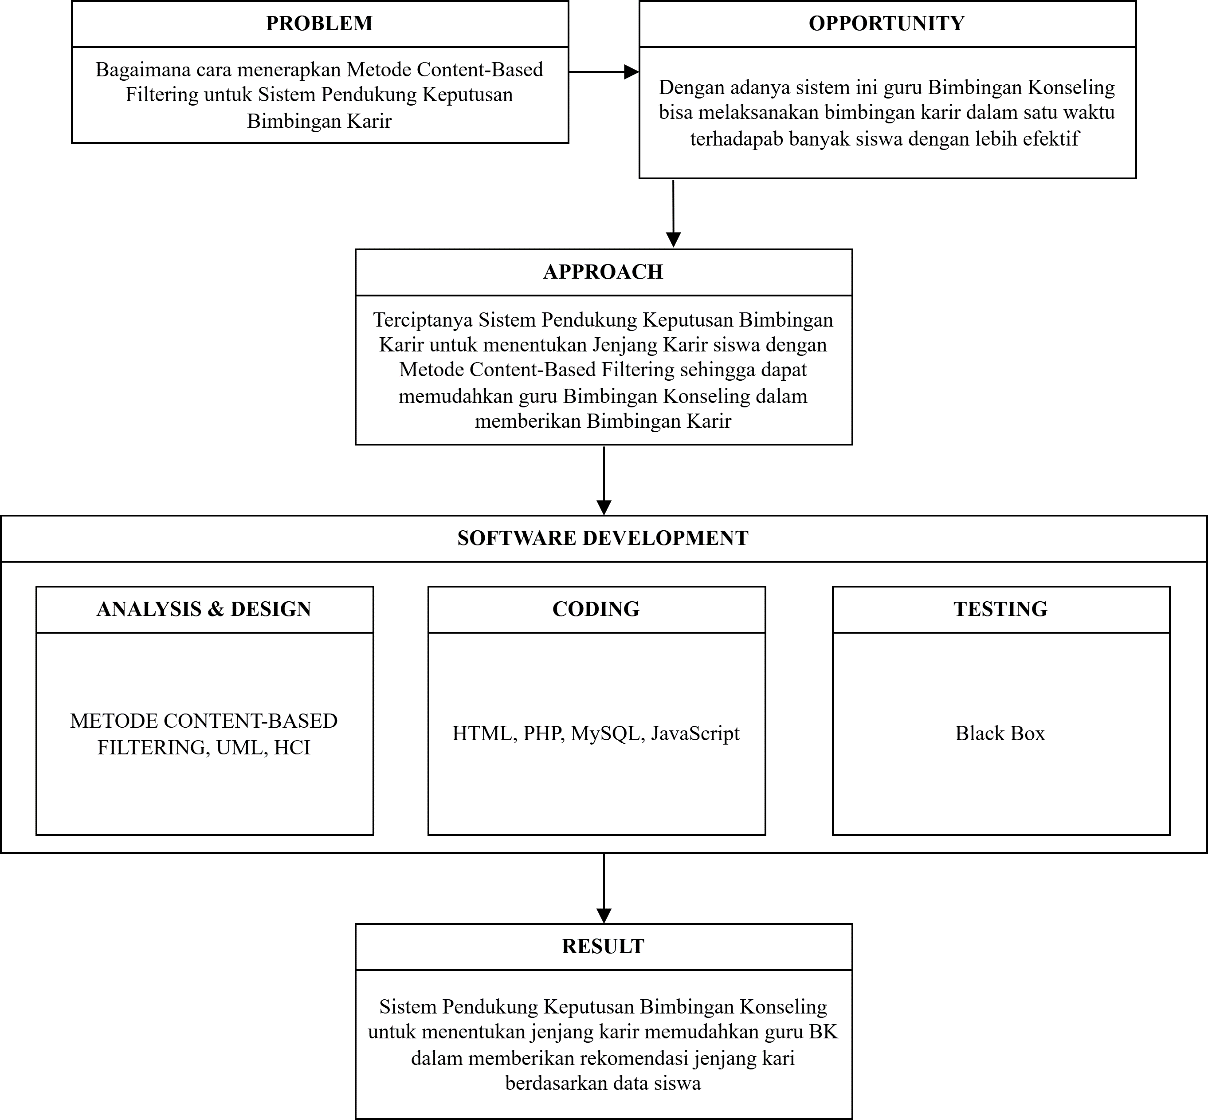 PROBLEM
Bagaimana cara menerapkan Metode Content-Based
Filtering untuk Sistem Pendukung Keputusan
Bimbingan Karir
OPPORTUNITY
Dengan adanya sistem ini guru Bimbingan Konseling
bisa melaksanakan bimbingan karir dalam satu waktu
terhadapab banyak siswa dengan lebih efektif
APPROACH
Terciptanya Sistem Pendukung Keputusan Bimbingan
Karir untuk menentukan Jenjang Karir siswa dengan
Metode Content-Based Filtering sehingga dapat
memudahkan guru Bimbingan Konseling dalam
memberikan Bimbingan Karir
SOFTWARE DEVELOPMENT
ANALYSIS & DESIGN
METODE CONTENT-BASED
FILTERING, UML, HCI
CODING
HTML, PHP, MySQL, JavaScript
TESTING
Black Box
RESULT
Sistem Pendukung Keputusan Bimbingan Konseling
untuk menentukan jenjang karir memudahkan guru BK
dalam memberikan rekomendasi jenjang kari
berdasarkan data siswa